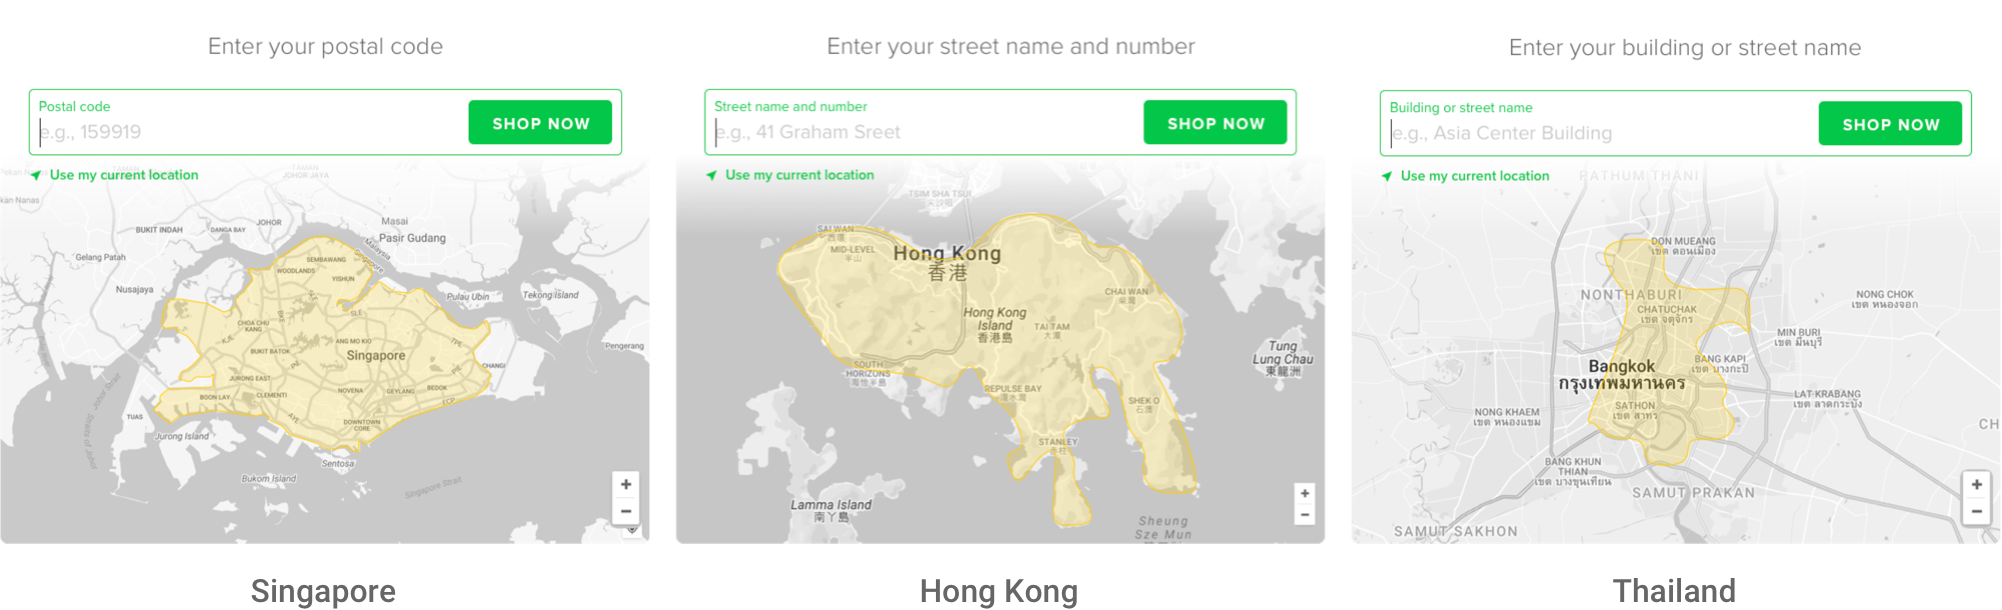 Enter your postal code
Postal code
e.g., 159919
SHOP NOW
Use my current location
TAMAN
JOHOR JAYA
kan Nanas
JOHOR
Masai
BUKIT INDAH
DANGA BAY
Pasir Gudang
Gelang Patah
Malaysia
Singapore
SEMBAWANG
WOODLANDS
YISHUN
Nusajaya
Pulau Ubin
Tekong Island
SLE
BKE
CHOA CHU
KANG
KJE
ANG MO KIO
TPE
Pengerang
BUKIT BATOK
Singapore
PIE
CHANGI
JURONG EAST
PIE
NOVENA
GEYLANG
BEDOK
BOON LAY
CLEMENTI
ECP
TUAS
AYE
DOWNTOWN
CORE
Jurong Island
Sentosa
Bukom Island
Singapore Strait
+
−
Singapore
Enter your street name and number
Street name and number
e.g., 41 Graham Sreet
SHOP NOW
Use my current location
TSIM SHA TSUI
尖沙咀
SAI WAN
西環
MID-LEVEL
半山
Hong Kong
香港
CHAI WAN
柴灣
Hong Kong
Island
香港島
TAI TAM
大潭
Tung
Lung Chau
東龍洲
SOUTH
HORIZONS
海怡半島
REPULSE BAY
淺水灣
SHEK O
石澳
STANLEY
赤柱
Lamma Island
南丫島
Sheung
Sze Mun
+
−
Hong Kong
Enter your building or street name
Building or street name
e.g., Asia Center Building
SHOP NOW
Use my current location
PATHUM THANI
DON MUEANG
เขต ดอนเมือง
NONTHABURI
NONG CHOK
เขต หนองจอก
CHATUCHAK
เขต จตุจักร
MIN BURI
เขต มีนบุรี
BANG KAPI
เขต บางกะปิ
Bangkok
กรุงเทพมหานคร
LAT KRABANG
เขต ลาดกระบัง
SATHON
เขต สาทร
NONG KHAEM
เขต หนองแขม
CH
BANG KHUN
THIAN
เขต บางขุนเทียน
SAMUT PRAKAN
SAMUT SAKHON
+
−
Thailand